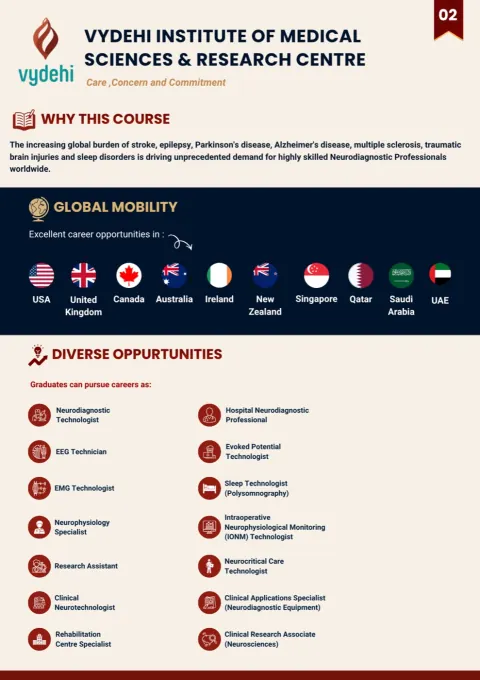 02
vydehi
VYDEHI INSTITUTE OF MEDICAL
SCIENCES & RESEARCH CENTRE
Care ,Concern and Commitment
WHY THIS COURSE
The increasing global burden of stroke, epilepsy, Parkinson's disease, Alzheimer's disease, multiple sclerosis, traumatic
brain injuries and sleep disorders is driving unprecedented demand for highly skilled Neurodiagnostic Professionals
worldwide.
GLOBAL MOBILITY
Excellent career opportunities in :
USA
United
Kingdom
Canada
Australia
Ireland
New
Zealand
Singapore
Qatar
Saudi
Arabia
UAE
DIVERSE OPPURTUNITIES
Graduates can pursue careers as:
Neurodiagnostic
Technologist
Hospital Neurodiagnostic
Professional
EEG Technician
Evoked Potential
Technologist
EMG Technologist
Sleep Technologist
(Polysomnography)
Neurophysiology
Specialist
Intraoperative
Neurophysiological Monitoring
(IONM) Technologist
Research Assistant
Neurocritical Care
Technologist
Clinical
Neurotechnologist
Clinical Applications Specialist
(Neurodiagnostic Equipment)
Rehabilitation
Centre Specialist
Clinical Research Associate
(Neurosciences)